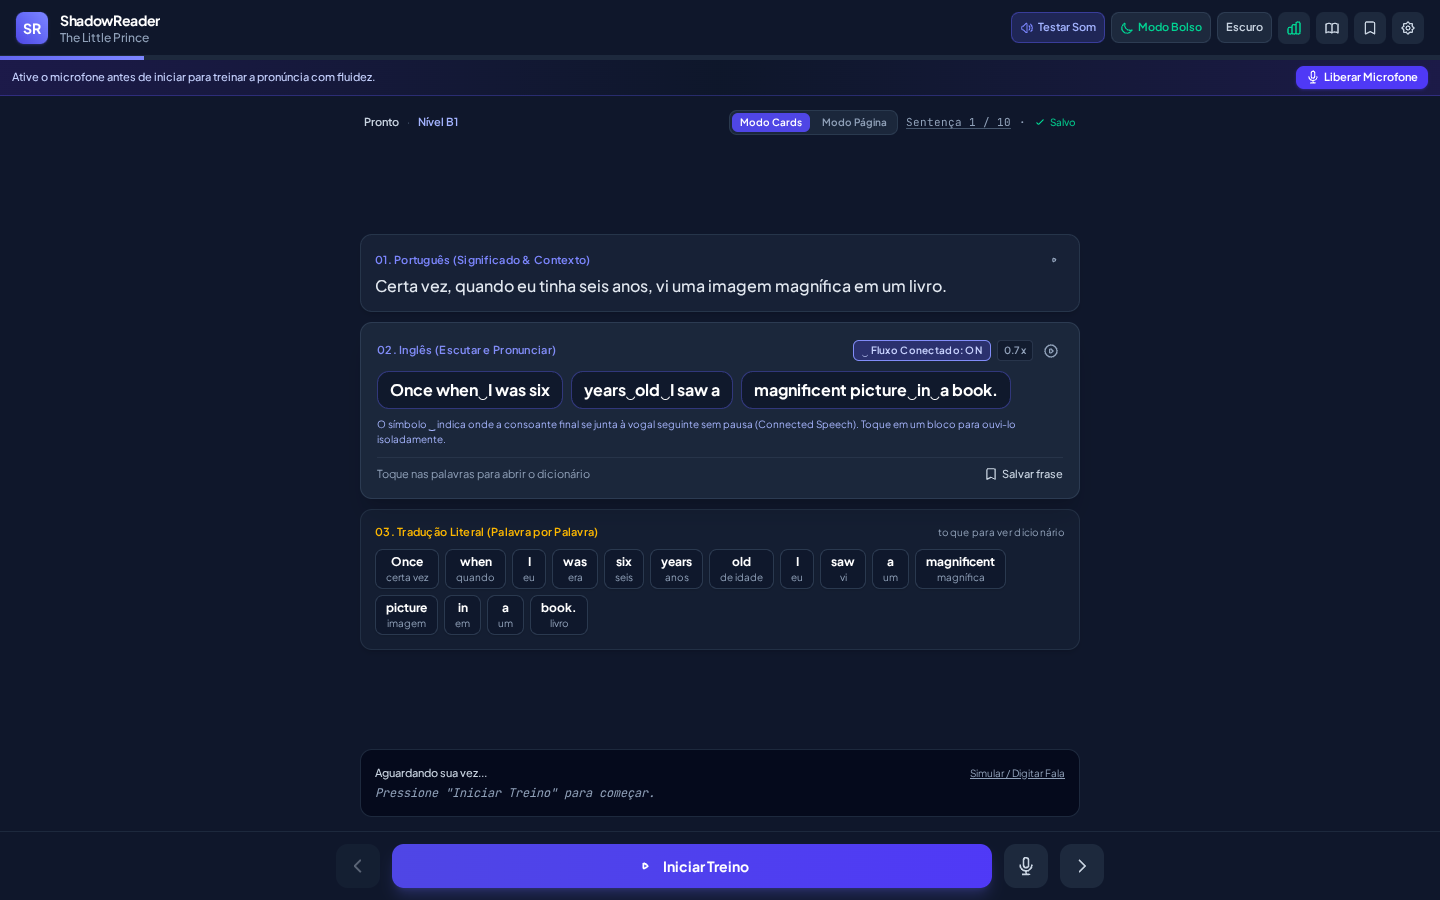 SR
ShadowReader
The Little Prince
Testar Som
Modo Bolso
Escuro
Ative o microfone antes de iniciar para treinar a pronúncia com fluidez.
Liberar Microfone
Pronto · Nível B1
Modo Cards
Modo Página
Sentença 1 / 10 ·
Salvo
01. Português (Significado & Contexto)
Certa vez, quando eu tinha seis anos, vi uma imagem magnífica em um livro.
02. Inglês (Escutar e Pronunciar)
‿ Fluxo Conectado: ON
0.7x
Once when‿I was six
years‿old‿I saw a
magnificent picture‿in‿a book.
O símbolo ‿ indica onde a consoante final se junta à vogal seguinte sem pausa (Connected Speech). Toque em um bloco para ouvi-lo
isoladamente.
Toque nas palavras para abrir o dicionário
Salvar frase
03. Tradução Literal (Palavra por Palavra)
toque para ver dicionário
Once when I was six years old I saw a magnificent
certa vez quando eu era seis anos de idade eu vi um magnífica
picture in a book.
imagem em um livro
Aguardando sua vez...
Simular / Digitar Fala
Pressione "Iniciar Treino" para começar.
Iniciar Treino